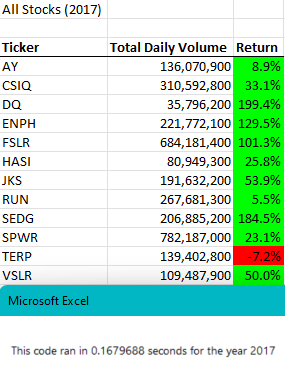 All Stocks (2017)
Ticker Total Daily Volume Return
AY 136,070,900 8.9%
CSIQ 310,592,800 33.1%
DQ 35,796,200 199.4%
ENPH 221,772,100 129.5%
FSLR 684,181,400 101.3%
HASI 80,949,300 25.8%
JKS 191,632,200 53.9%
RUN 267,681,300 5.5%
SEDG 206,885,200 184.5%
SPWR 782,187,000 23.1%
TERP 139,402,800 -7.2%
VSLR 109,487,900 50.0%
Microsoft Excel
This code ran in 0.1679688 seconds for the year 2017